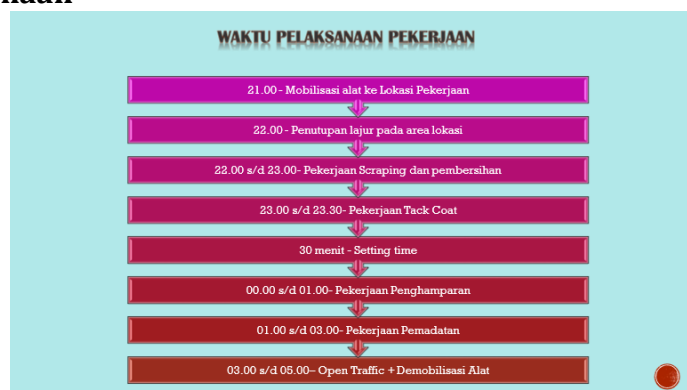 WAKTU PELAKSANAAN PEKERJAAN
21.00- Mobilisasi alat ke Lokasi Pekerjaan
22.00- Penutupan lajur pada area lokasi
22.00 s/d 23.00- Pekerjaan Scraping dan pembersihan
23.00 s/d 23.30- Pekerjaan Tack Coat
30 menit - Setting time
00.00 s/d 01.00- Pekerjaan Penghamparan
01.00 s/d 03.00- Pekerjaan Pemadatan
03.00 s/d 05.00– Open Traffic +Demobilisasi Alat